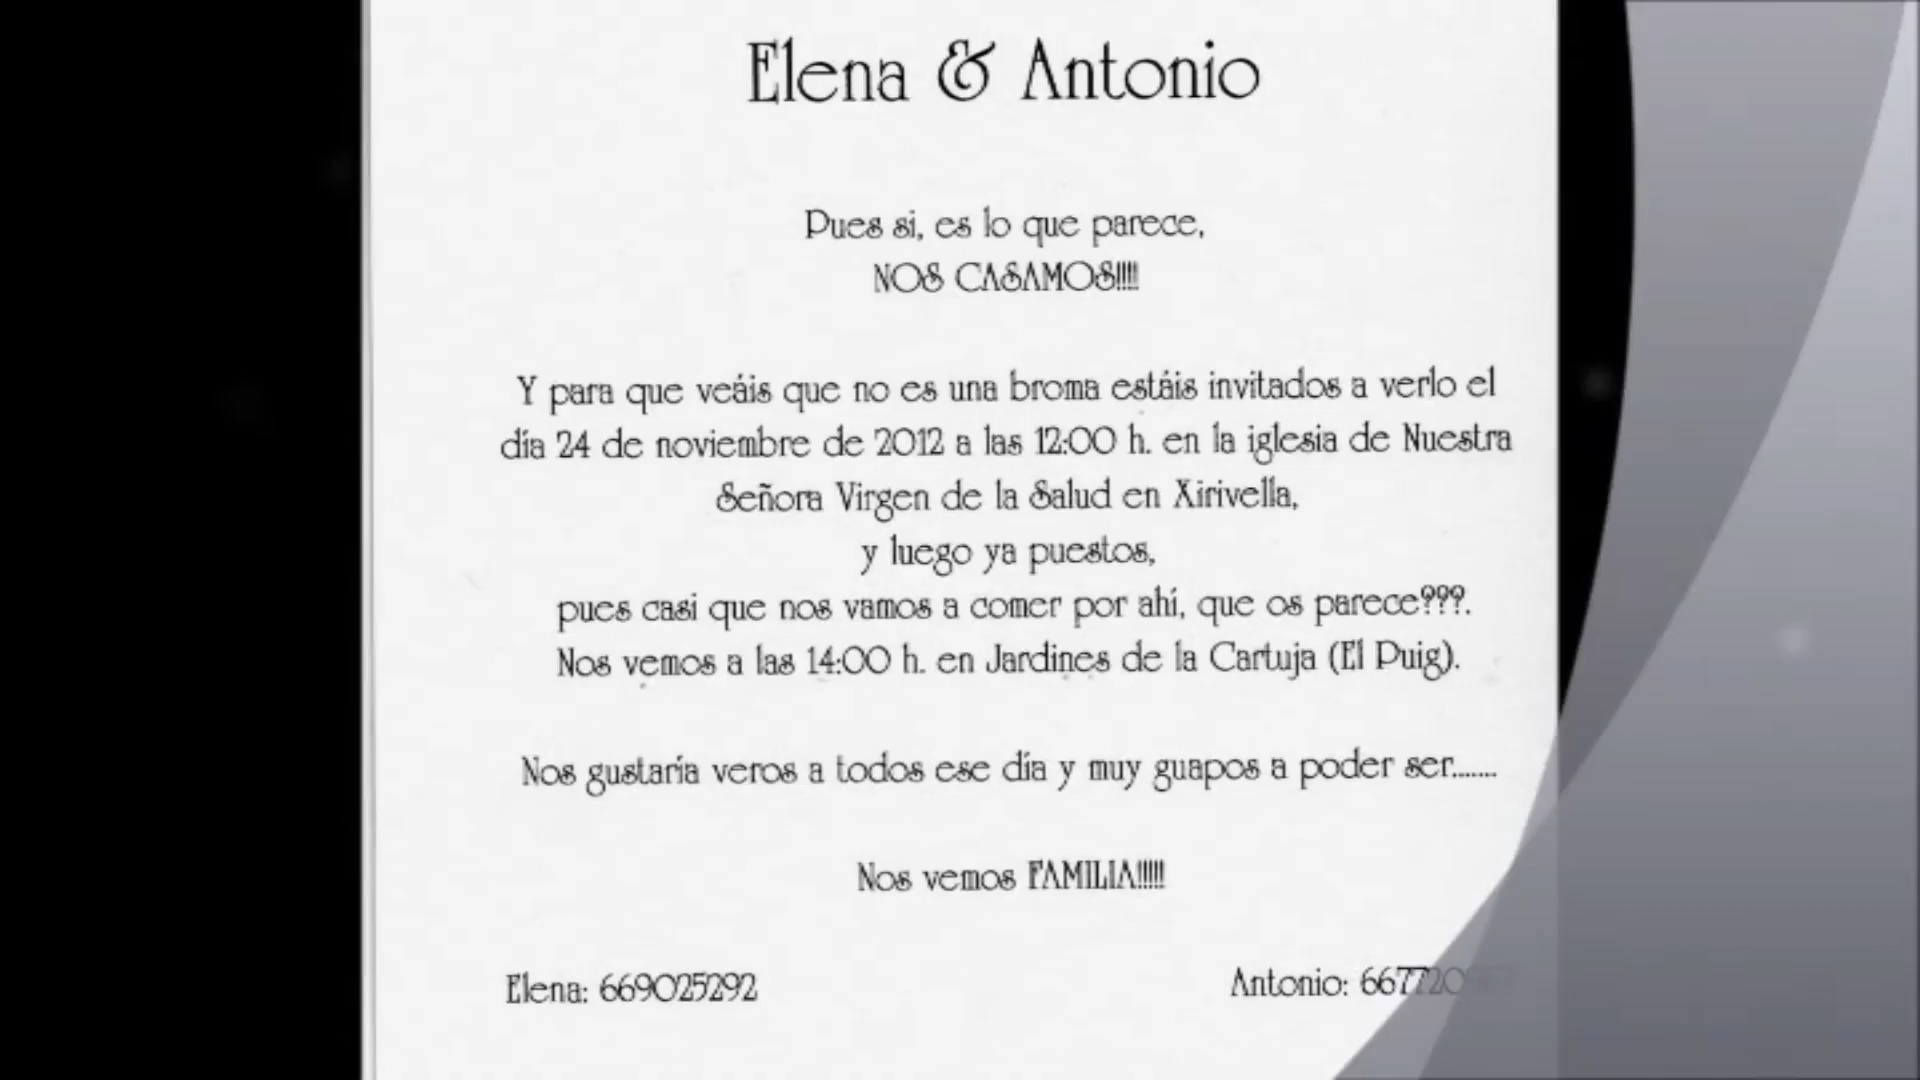 Elena & Antonio
Pues si, es lo que parece,
NOS CASAMOS!!!!
Y para que veáis que no es una broma estáis invitados a verlo el
día 24 de noviembre de 2012 a las 12:00 h. en la iglesia de Nuestra
Señora Virgen de la Salud en Xirivella,
y luego ya puestos,
pues casi que nos vamos a comer por ahí, que os parece???.
Nos vemos a las 14:00 h. en Jardines de la Cartuja (El Puig).
Nos gustaría veros a todos ese día y muy guapos a poder ser.......
Nos vemos FAMILIA!!!!!
Elena: 669025292
Antonio: